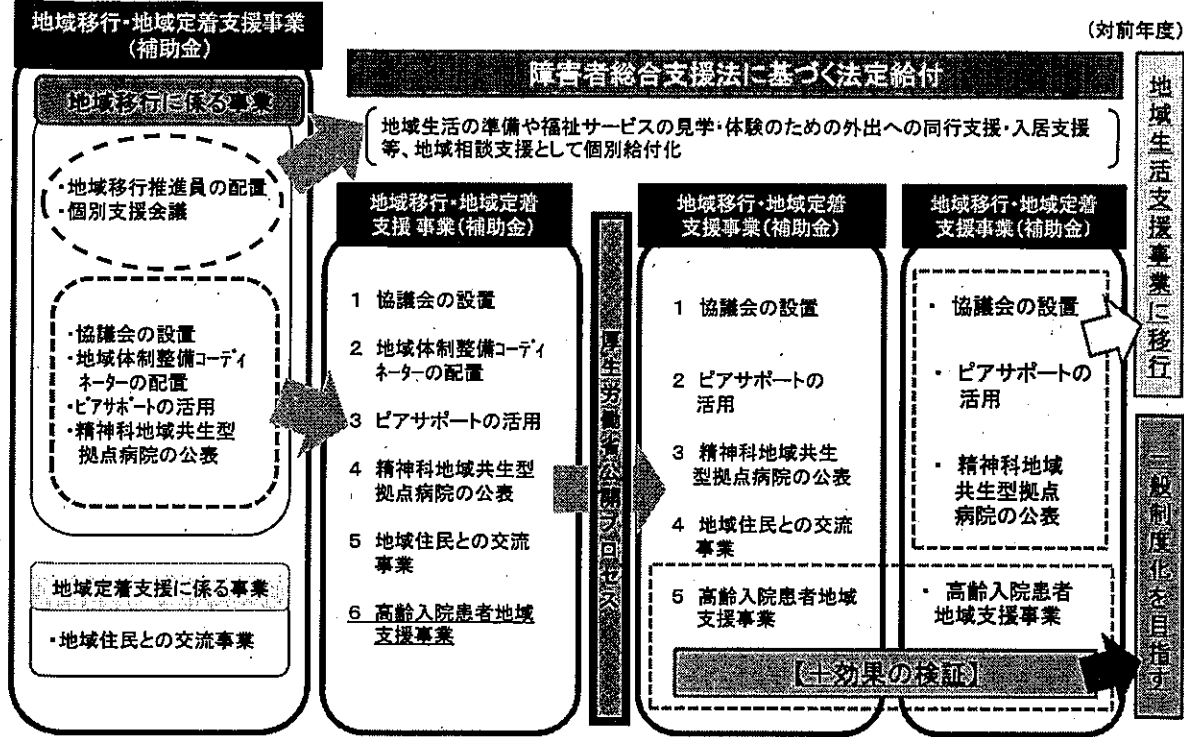 地域移行・地域定着支援事業
(補助金)
地域移行に係る事業
・地域移行推進員の配置
・個別支援会議
・協議会の設置
・地域体制整備コーディ
ネーターの配置
・ピアサポートの活用
・精神科地域共生型
拠点病院の公表
地域定着支援に係る事業
・地域住民との交流事業
(対前年度)
障害者総合支援法に基づく法定給付
地域生活の準備や福祉サービスの見学・体験のための外出への同行支援・入居支援
等、地域相談支援として個別給付化
地域移行・地域定着
支援事業(補助金)
1 協議会の設置
2 地域体制整備コーディ
ネーターの配置
3 ピアサポートの活用
4 精神科地域共生型
拠点病院の公表
5 地域住民との交流
事業
6 高齢入院患者地域
支援事業
厚生労働省公開プロセス
地域移行・地域定着
支援事業(補助金)
1 協議会の設置
2 ピアサポートの
活用
3 精神科地域共生
型拠点病院の公表
4 地域住民との交流
事業
5 高齢入院患者地域
支援事業
地域移行・地域定着
支援事業(補助金)
・ 協議会の設置
・ ピアサポートの
活用
・ 精神科地域
共生型拠点
病院の公表
・ 高齢入院患者
地域支援事業
【+効果の検証】
地域生活支援事業に移行
一般制度化を目指す